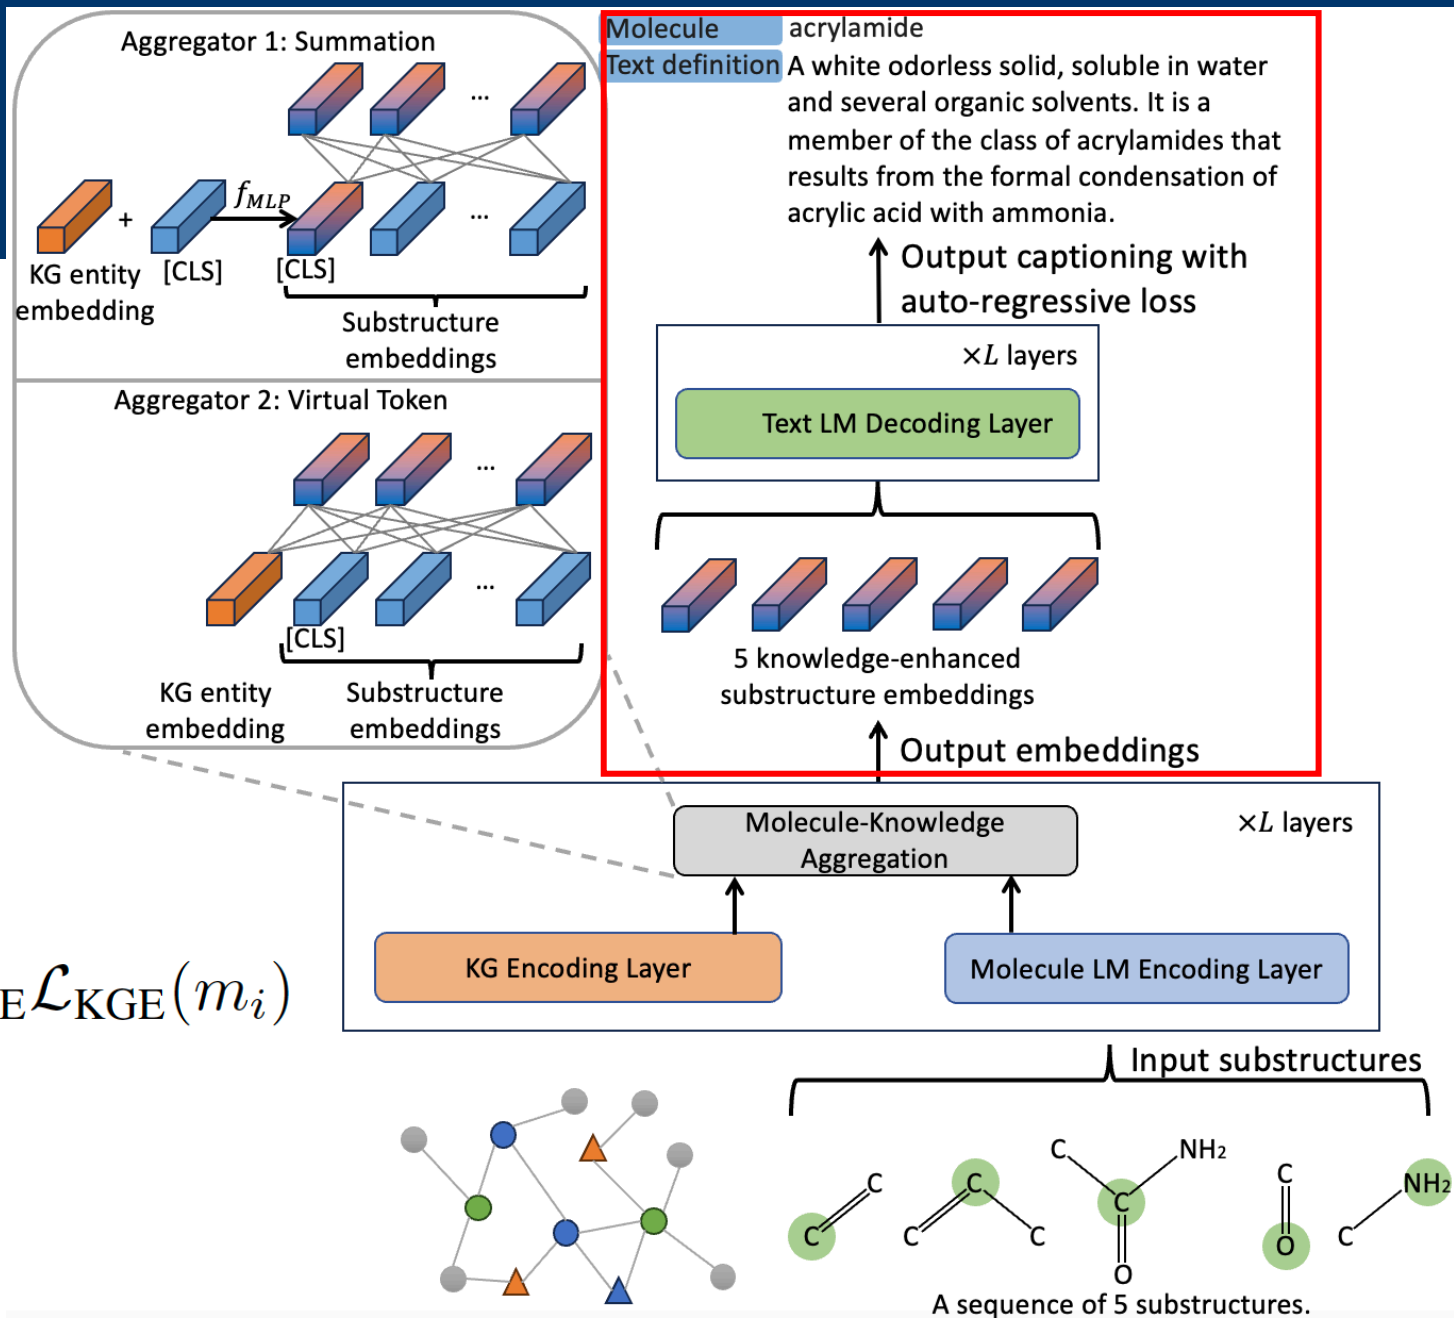 Aggregator 1: Summation
...
f_MLP
+
...
[CLS]
[CLS]
KG entity
embedding
Substructure
embeddings
Aggregator 2: Virtual Token
...
...
[CLS]
KG entity
embedding
Substructure
embeddings
Molecule acrylamide
Text definition A white odorless solid, soluble in water
and several organic solvents. It is a
member of the class of acrylamides that
results from the formal condensation of
acrylic acid with ammonia.
Output captioning with
auto-regressive loss
×L layers
Text LM Decoding Layer
5 knowledge-enhanced
substructure embeddings
Output embeddings
Molecule-Knowledge
Aggregation
×L layers
KG Encoding Layer
Molecule LM Encoding Layer
E ℒ_KGE(m_i)
Input substructures
C C
C C C
C NH₂ C O
C O
C NH₂
A sequence of 5 substructures.